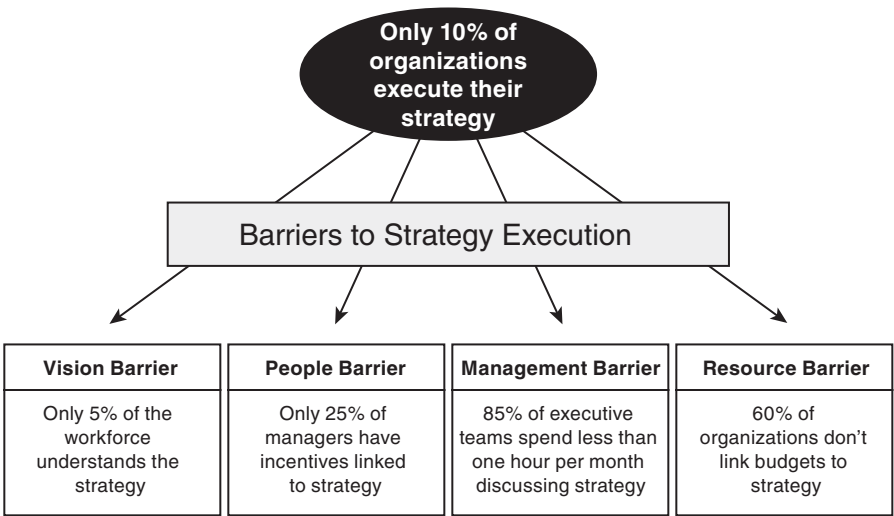 Only 10% of
organizations
execute their
strategy
Barriers to Strategy Execution
Vision Barrier
Only 5% of the
workforce
understands the
strategy
People Barrier
Only 25% of
managers have
incentives linked
to strategy
Management Barrier
85% of executive
teams spend less than
one hour per month
discussing strategy
Resource Barrier
60% of
organizations don't
link budgets to
strategy